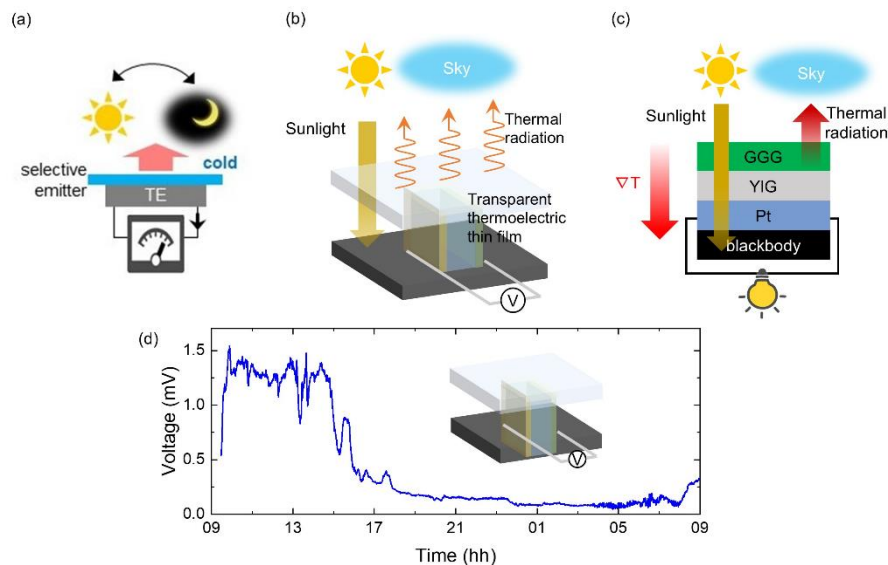 (a)
selective
emitter
cold
TE
(b)
Sky
Sunlight
Thermal
radiation
Transparent
thermoelectric
thin film
V
(c)
Sky
Sunlight
Thermal
radiation
∇T
GGG
YIG
Pt
blackbody
(d)
Voltage (mV)
1.5
1.0
0.5
0.0
V
09 13 17 21 01 05 09
Time (hh)